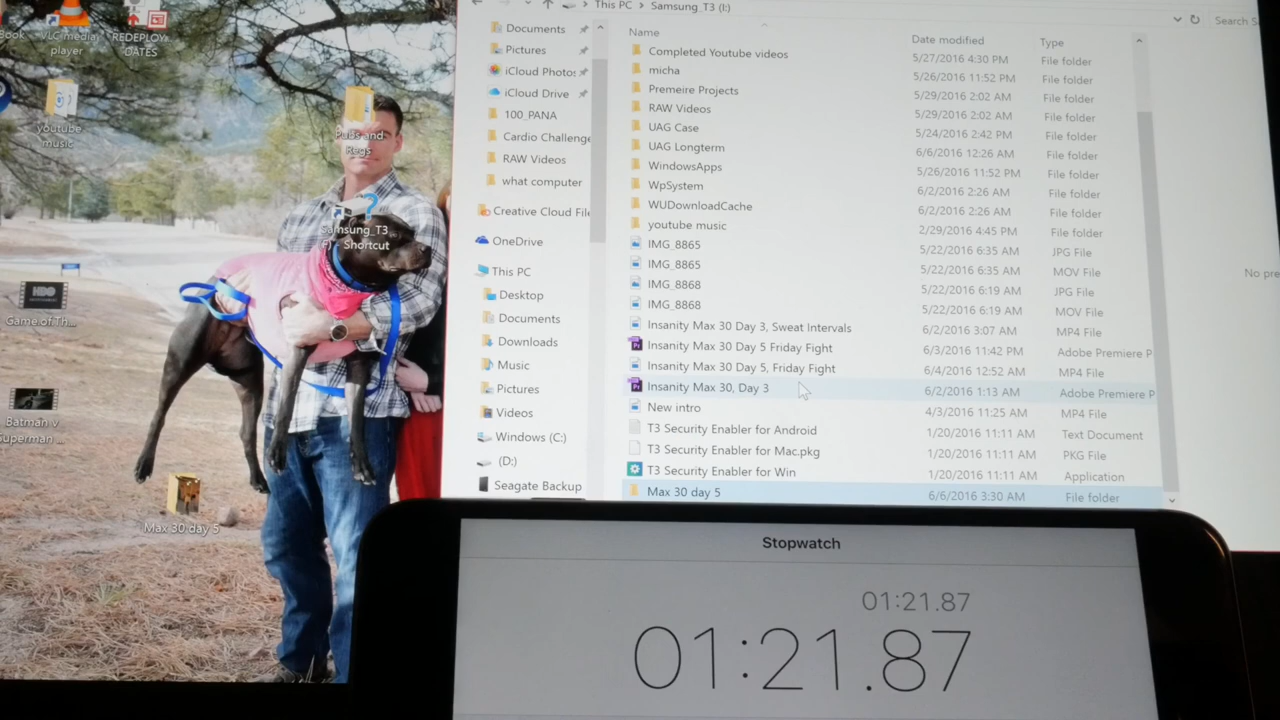 Book
VLC media
player
REDEPLOY
DATES
youtube
music
Pubs and
Regs
Samsung_T3
Shortcut
HBO
Game of Th...
Batman v
Superman ...
Max 30 day 5
This PC > Samsung_T3 (I:)
Search S
Documents
Pictures
iCloud Photos
iCloud Drive
100_PANA
Cardio Challenge
RAW Videos
what computer
Creative Cloud Fil
OneDrive
This PC
Desktop
Documents
Downloads
Music
Pictures
Videos
Windows (C:)
(D:)
Seagate Backup
Name Date modified Type
Completed Youtube videos 5/27/2016 4:30 PM File folder
micha 5/26/2016 11:52 PM File folder
Premeire Projects 5/29/2016 2:02 AM File folder
RAW Videos 5/29/2016 2:02 AM File folder
UAG Case 5/24/2016 2:42 PM File folder
UAG Longterm 6/6/2016 12:26 AM File folder
WindowsApps 5/26/2016 11:52 PM File folder
WpSystem 6/2/2016 2:26 AM File folder
WUDownloadCache 6/2/2016 2:26 AM File folder
youtube music 2/29/2016 4:45 PM File folder
IMG_8865 5/22/2016 6:35 AM JPG File
IMG_8865 5/22/2016 6:35 AM MOV File
IMG_8868 5/22/2016 6:19 AM JPG File
IMG_8868 5/22/2016 6:19 AM MOV File
Insanity Max 30 Day 3, Sweat Intervals 6/2/2016 3:07 AM MP4 File
Insanity Max 30 Day 5 Friday Fight 6/3/2016 11:42 PM Adobe Premiere P
Insanity Max 30 Day 5, Friday Fight 6/4/2016 12:52 AM MP4 File
Insanity Max 30, Day 3 6/2/2016 1:13 AM Adobe Premiere P
New intro 4/3/2016 11:25 AM MP4 File
T3 Security Enabler for Android 1/20/2016 11:11 AM Text Document
T3 Security Enabler for Mac.pkg 1/20/2016 11:11 AM PKG File
T3 Security Enabler for Win 1/20/2016 11:11 AM Application
Max 30 day 5 6/6/2016 3:30 AM File folder
No pre
Stopwatch
01:21.87
01:21.87